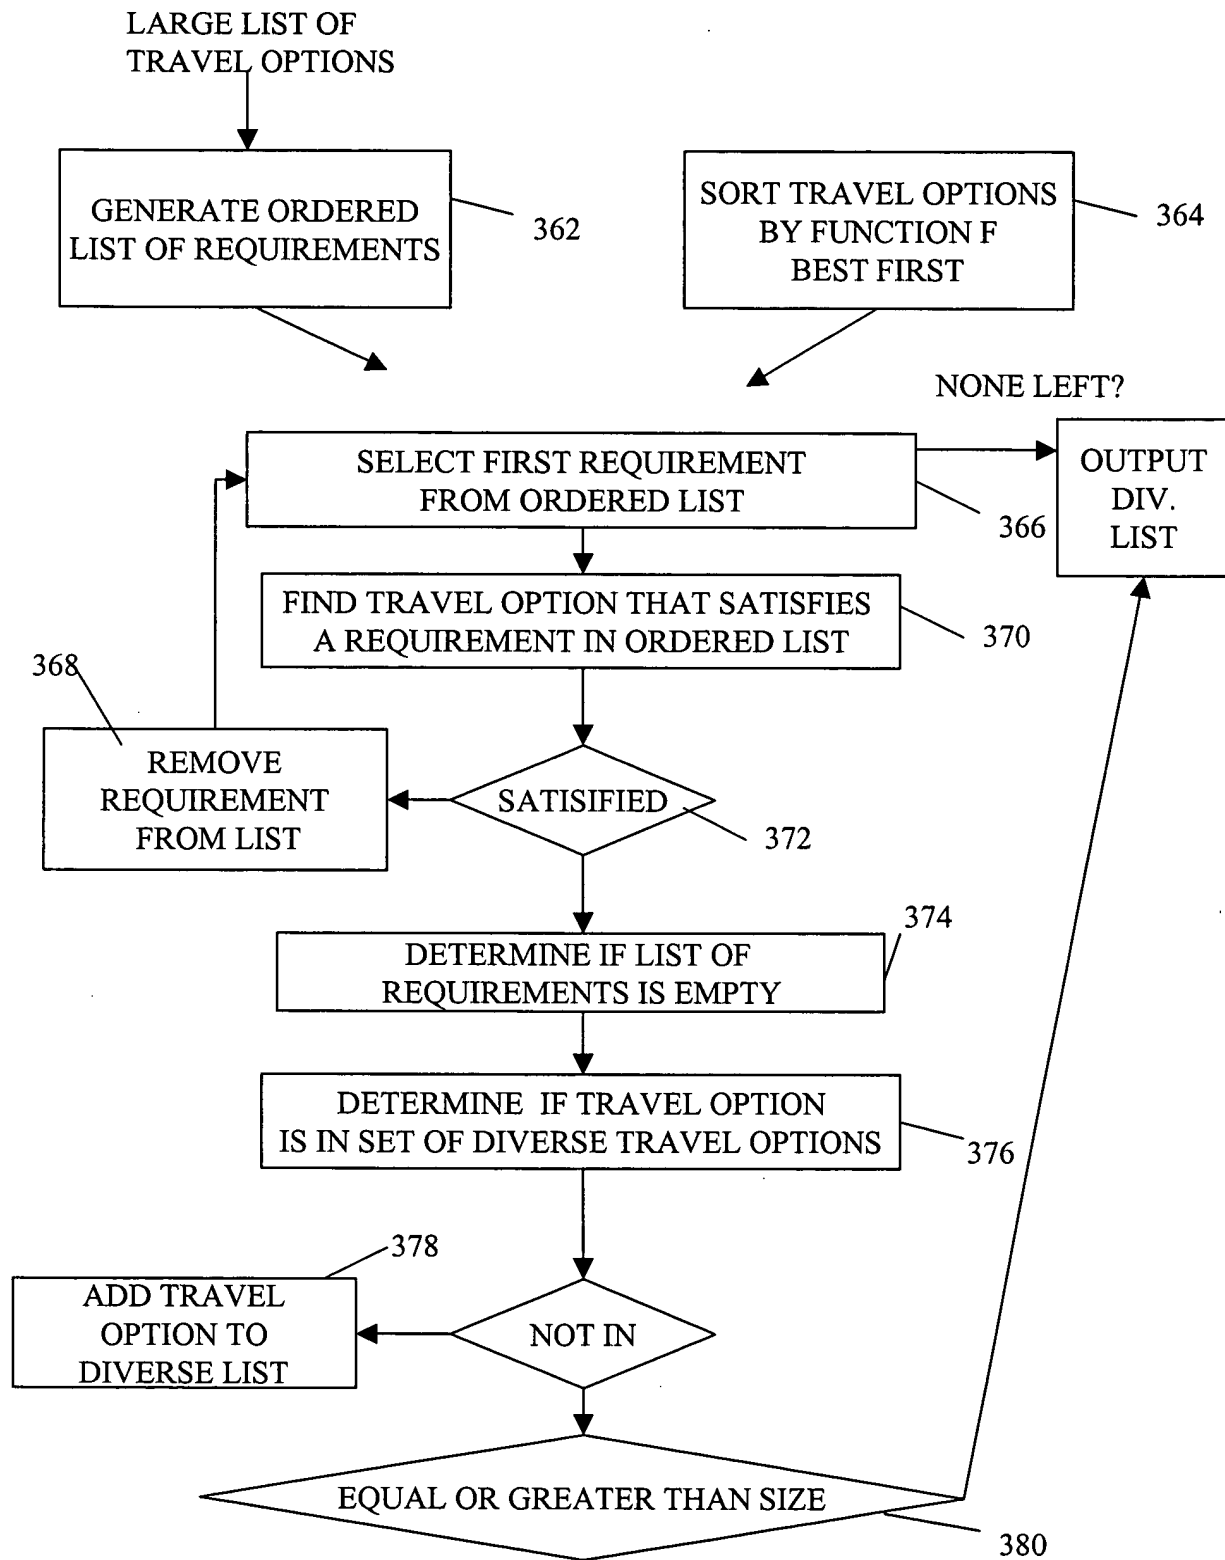 LARGE LIST OF
TRAVEL OPTIONS
GENERATE ORDERED
LIST OF REQUIREMENTS
362
SORT TRAVEL OPTIONS
BY FUNCTION F
BEST FIRST
364
NONE LEFT?
SELECT FIRST REQUIREMENT
FROM ORDERED LIST
366
OUTPUT
DIV.
LIST
FIND TRAVEL OPTION THAT SATISFIES
A REQUIREMENT IN ORDERED LIST
370
368
REMOVE
REQUIREMENT
FROM LIST
SATISIFIED
372
374
DETERMINE IF LIST OF
REQUIREMENTS IS EMPTY
DETERMINE IF TRAVEL OPTION
IS IN SET OF DIVERSE TRAVEL OPTIONS
376
378
ADD TRAVEL
OPTION TO
DIVERSE LIST
NOT IN
EQUAL OR GREATER THAN SIZE
380